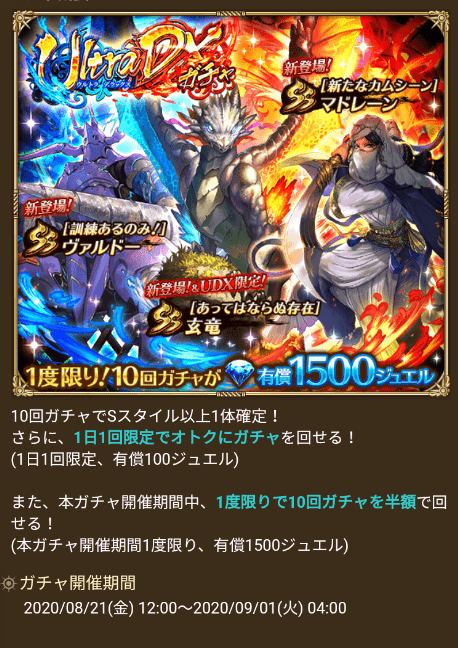 UltraDX
ウルトラデラックス
ガチャ
新登場!
SS [新たなカムシーン]
マドレーン
新登場!
SS [訓練あるのみ!]
ヴァルドー
新登場!&UDX限定!
SS [あってはならぬ存在]
玄竜
1度限り!10回ガチャが 有償1500ジュエル
10回ガチャでSスタイル以上1体確定！
さらに、1日1回限定でオトクにガチャを回せる！
(1日1回限定、有償100ジュエル)
また、本ガチャ開催期間中、1度限りで10回ガチャを半額で回
せる！
(本ガチャ開催期間1度限り、有償1500ジュエル)
ガチャ開催期間
2020/08/21(金) 12:00～2020/09/01(火) 04:00